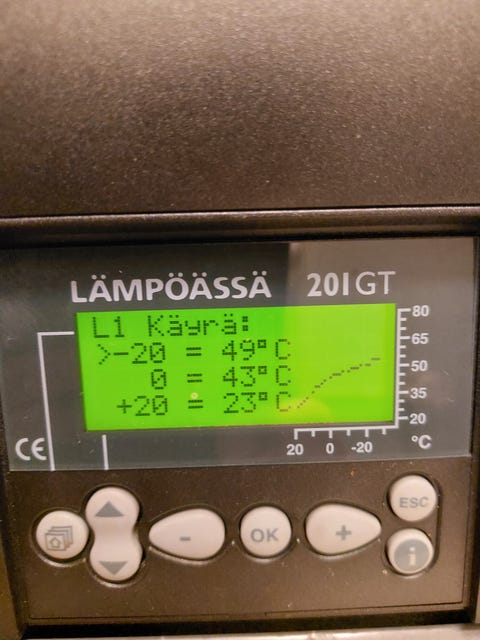 LÄMPÖÄSSÄ 201GT
L1 Käyrä:
>-20 = 49°C
0 = 43°C
+20 = 23°C
80
65
50
35
20
°C
20 0 -20
CE
- OK +
ESC
i